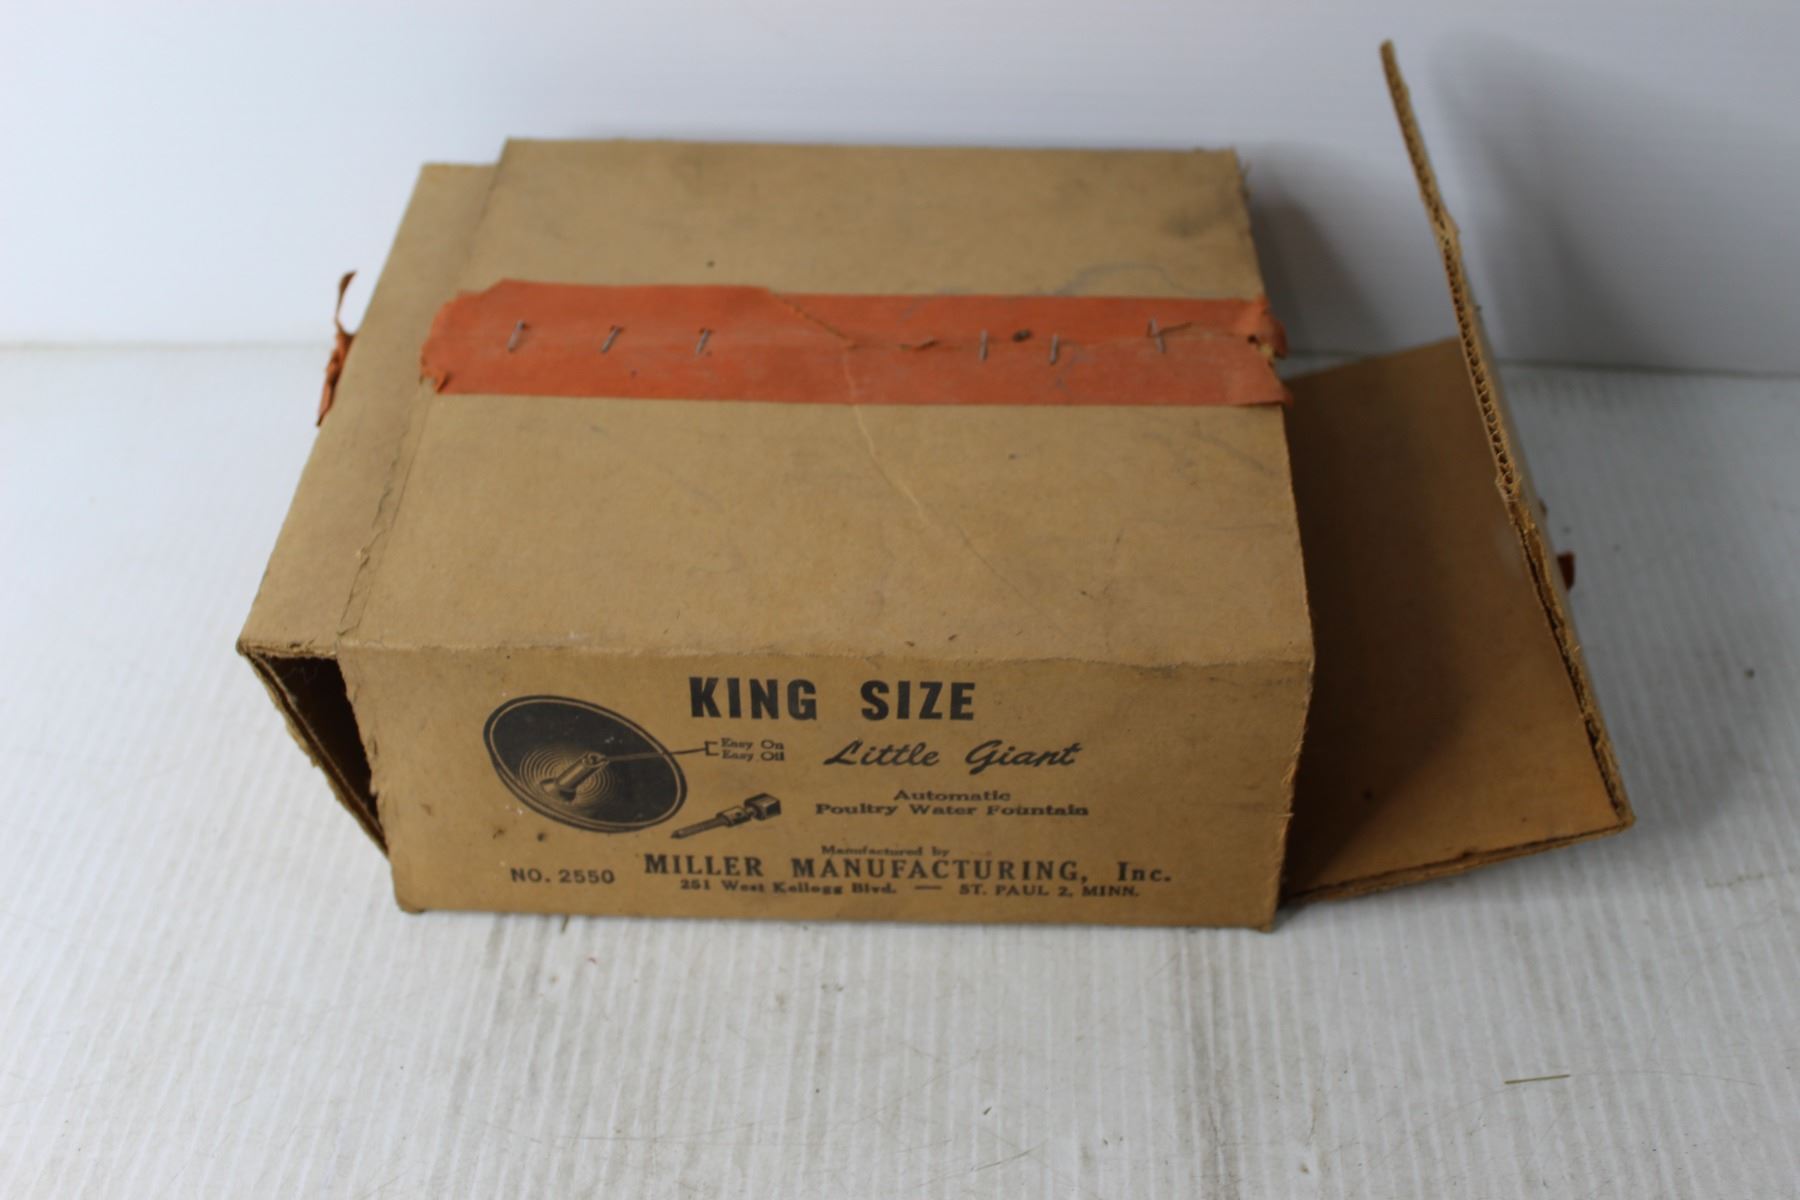 KING SIZE
Easy On
Easy Off
Little Giant
Automatic
Poultry Water Fountain
Manufactured by
NO. 2550
MILLER MANUFACTURING, Inc.
251 West Kellogg Blvd. — ST. PAUL 2, MINN.